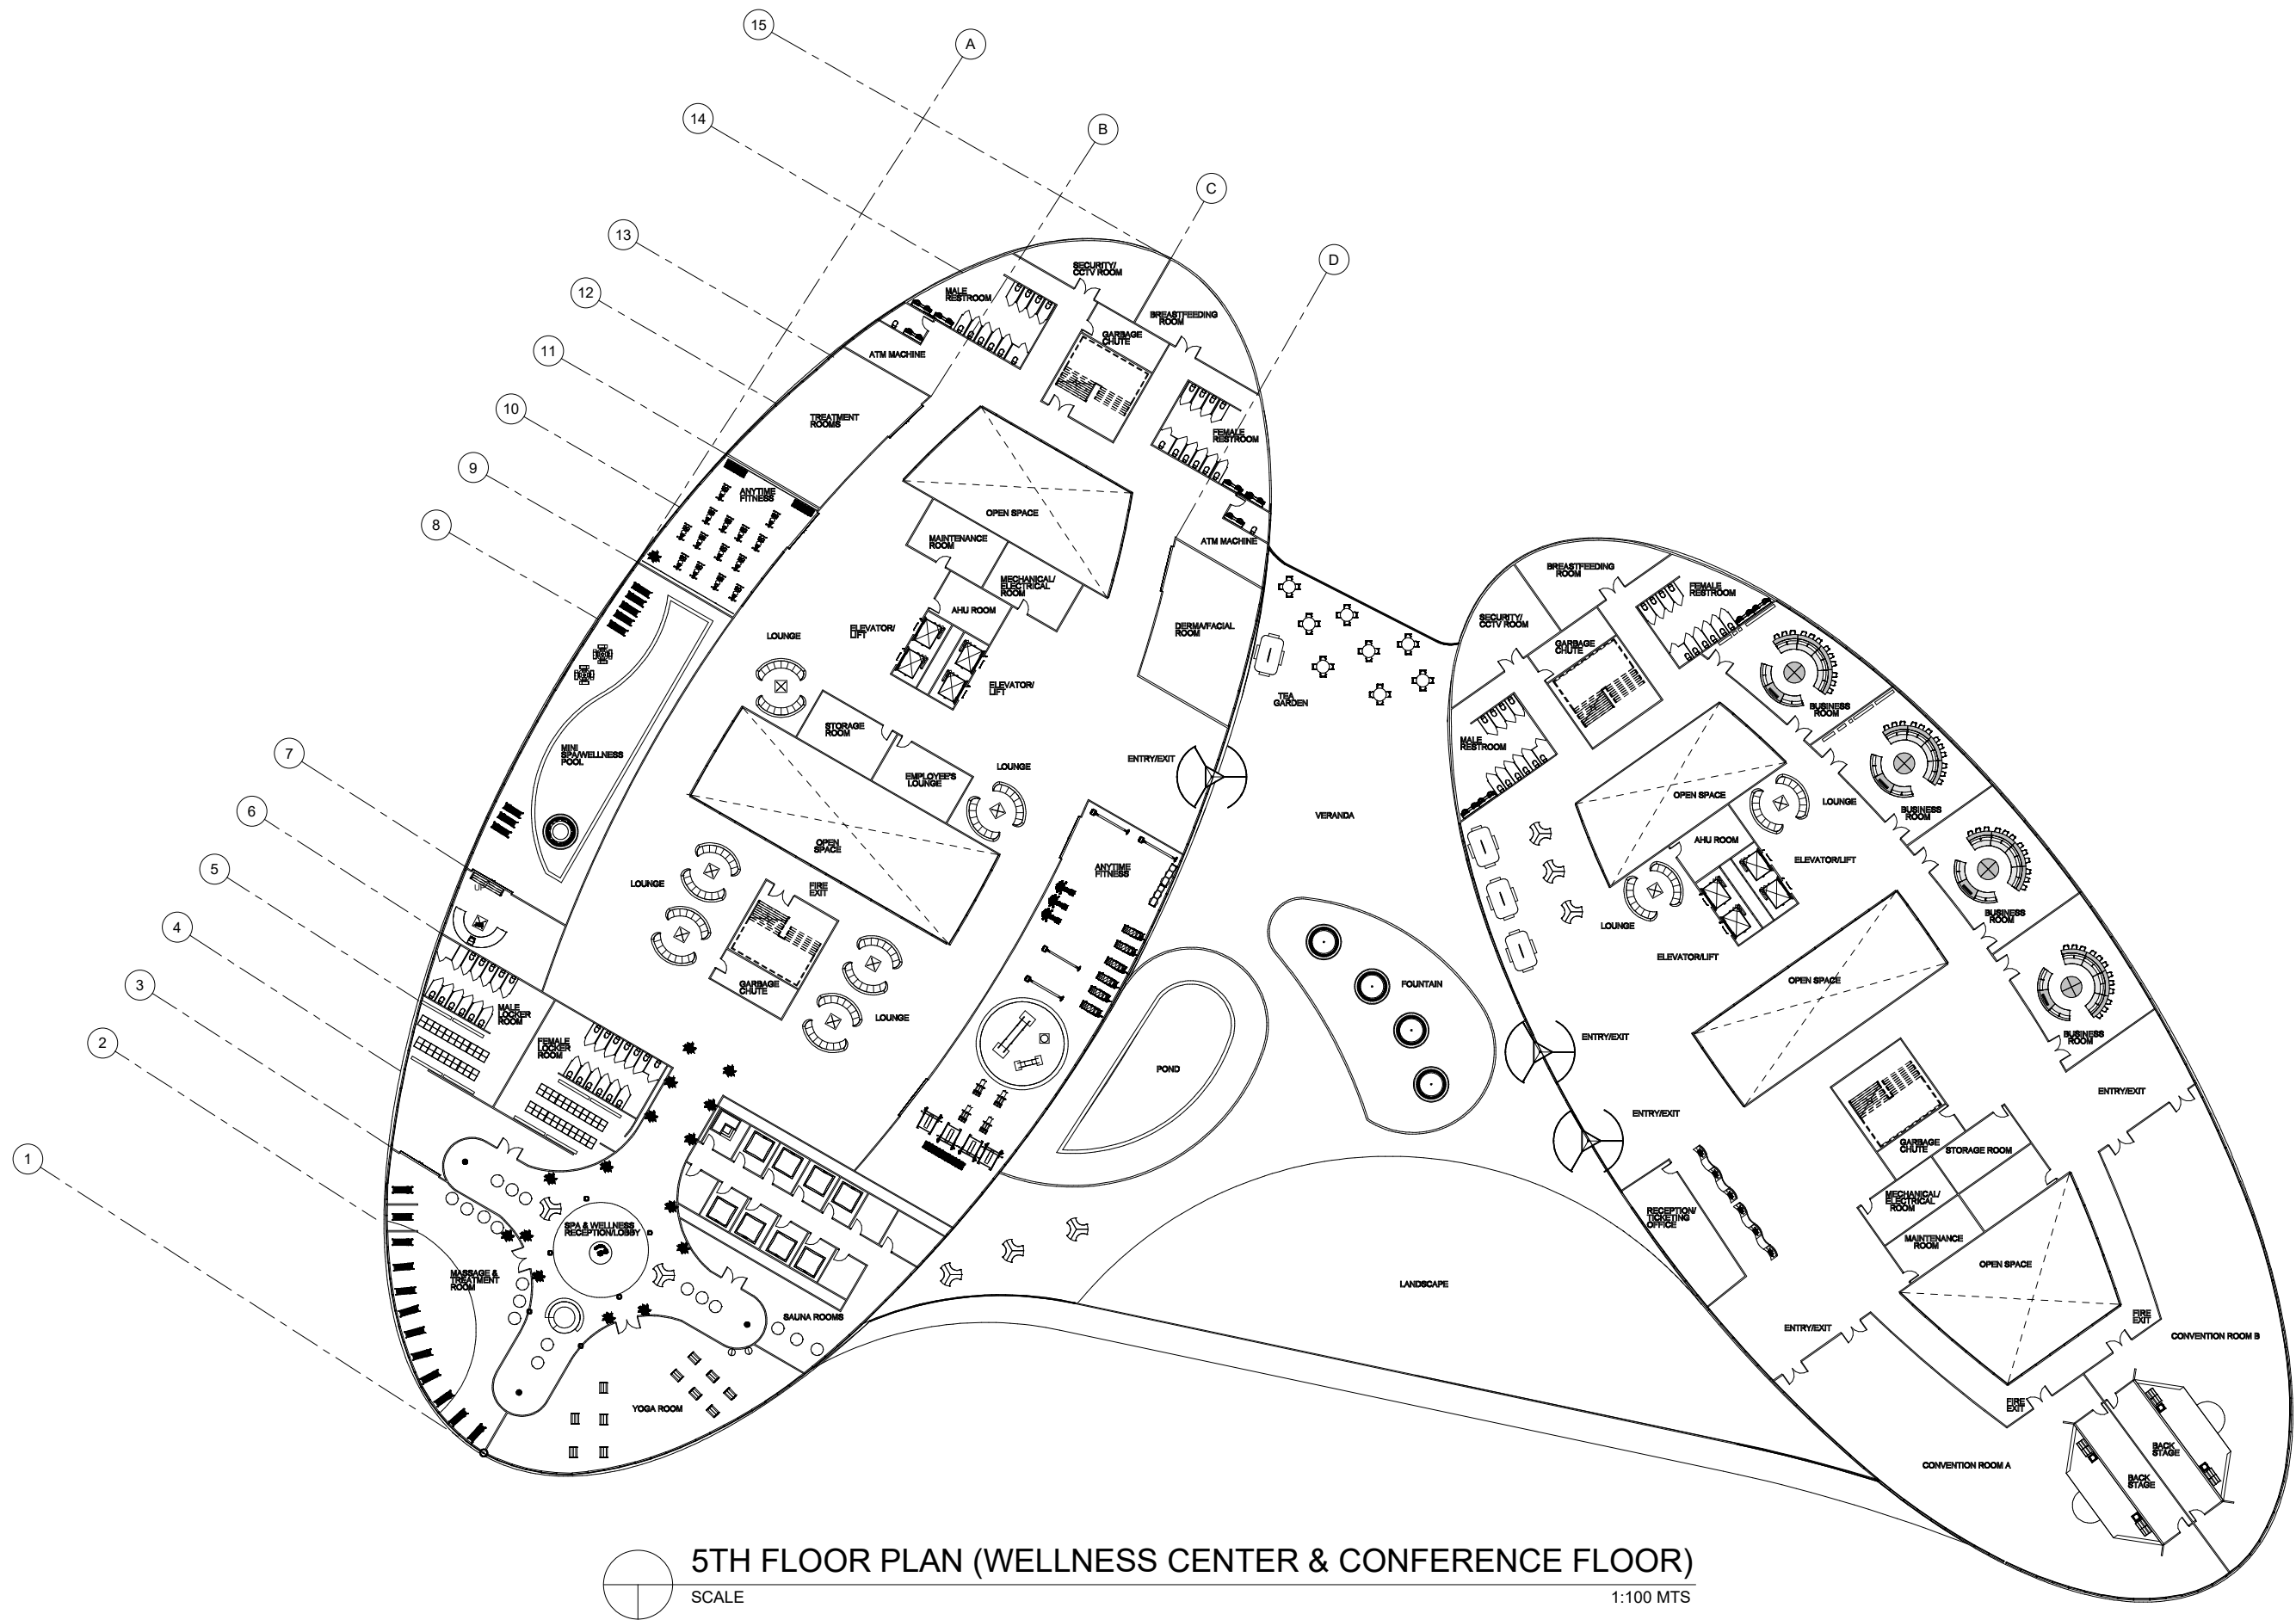 15
A
14
B
C
13
D
12
11
10
9
8
7
6
5
4
3
2
1
SECURITY/
CCTV ROOM
MALE
RESTROOM
BREASTFEEDING
ROOM
GARBAGE
CHUTE
ATM MACHINE
TREATMENT
ROOMS
FEMALE
RESTROOM
ANYTIME
FITNESS
OPEN SPACE
MAINTENANCE
ROOM
ATM MACHINE
MECHANICAL/
ELECTRICAL
ROOM
AHU ROOM
ELEVATOR/
LIFT
LOUNGE
DERMA/FACIAL
ROOM
ELEVATOR/
LIFT
TEA
GARDEN
STORAGE
ROOM
MINI
SPA/WELLNESS
POOL
ENTRY/EXIT
LOUNGE
EMPLOYEE'S
LOUNGE
VERANDA
OPEN
SPACE
ANYTIME
FITNESS
LOUNGE
FIRE
EXIT
UP
GARBAGE
CHUTE
LOUNGE
MALE
LOCKER
ROOM
FEMALE
LOCKER
ROOM
FOUNTAIN
POND
SPA & WELLNESS
RECEPTION/LOBBY
MASSAGE &
TREATMENT
ROOM
SAUNA ROOMS
YOGA ROOM
LANDSCAPE
BREASTFEEDING
ROOM
FEMALE
RESTROOM
SECURITY/
CCTV ROOM
GARBAGE
CHUTE
BUSINESS
ROOM
MALE
RESTROOM
OPEN SPACE
LOUNGE
BUSINESS
ROOM
AHU ROOM
ELEVATOR/LIFT
BUSINESS
ROOM
LOUNGE
ELEVATOR/LIFT
OPEN SPACE
BUSINESS
ROOM
ENTRY/EXIT
ENTRY/EXIT
ENTRY/EXIT
GARBAGE
CHUTE
STORAGE ROOM
MECHANICAL/
ELECTRICAL
ROOM
RECEPTION/
TICKETING
OFFICE
MAINTENANCE
ROOM
OPEN SPACE
FIRE
EXIT
ENTRY/EXIT
CONVENTION ROOM B
FIRE
EXIT
BACK
STAGE
CONVENTION ROOM A
BACK
STAGE
5TH FLOOR PLAN (WELLNESS CENTER & CONFERENCE FLOOR)
SCALE
1:100 MTS